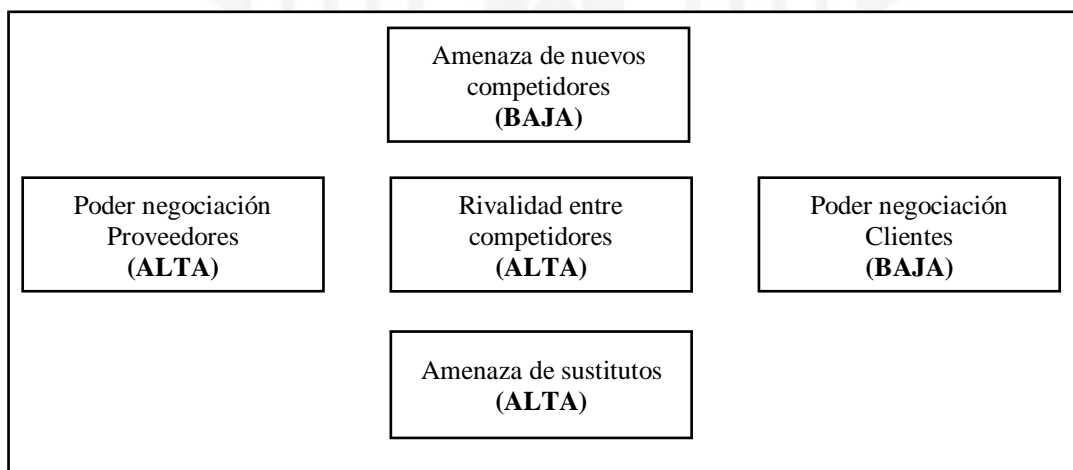 Amenaza de nuevos
competidores
(BAJA)
Poder negociación
Proveedores
(ALTA)
Rivalidad entre
competidores
(ALTA)
Poder negociación
Clientes
(BAJA)
Amenaza de sustitutos
(ALTA)